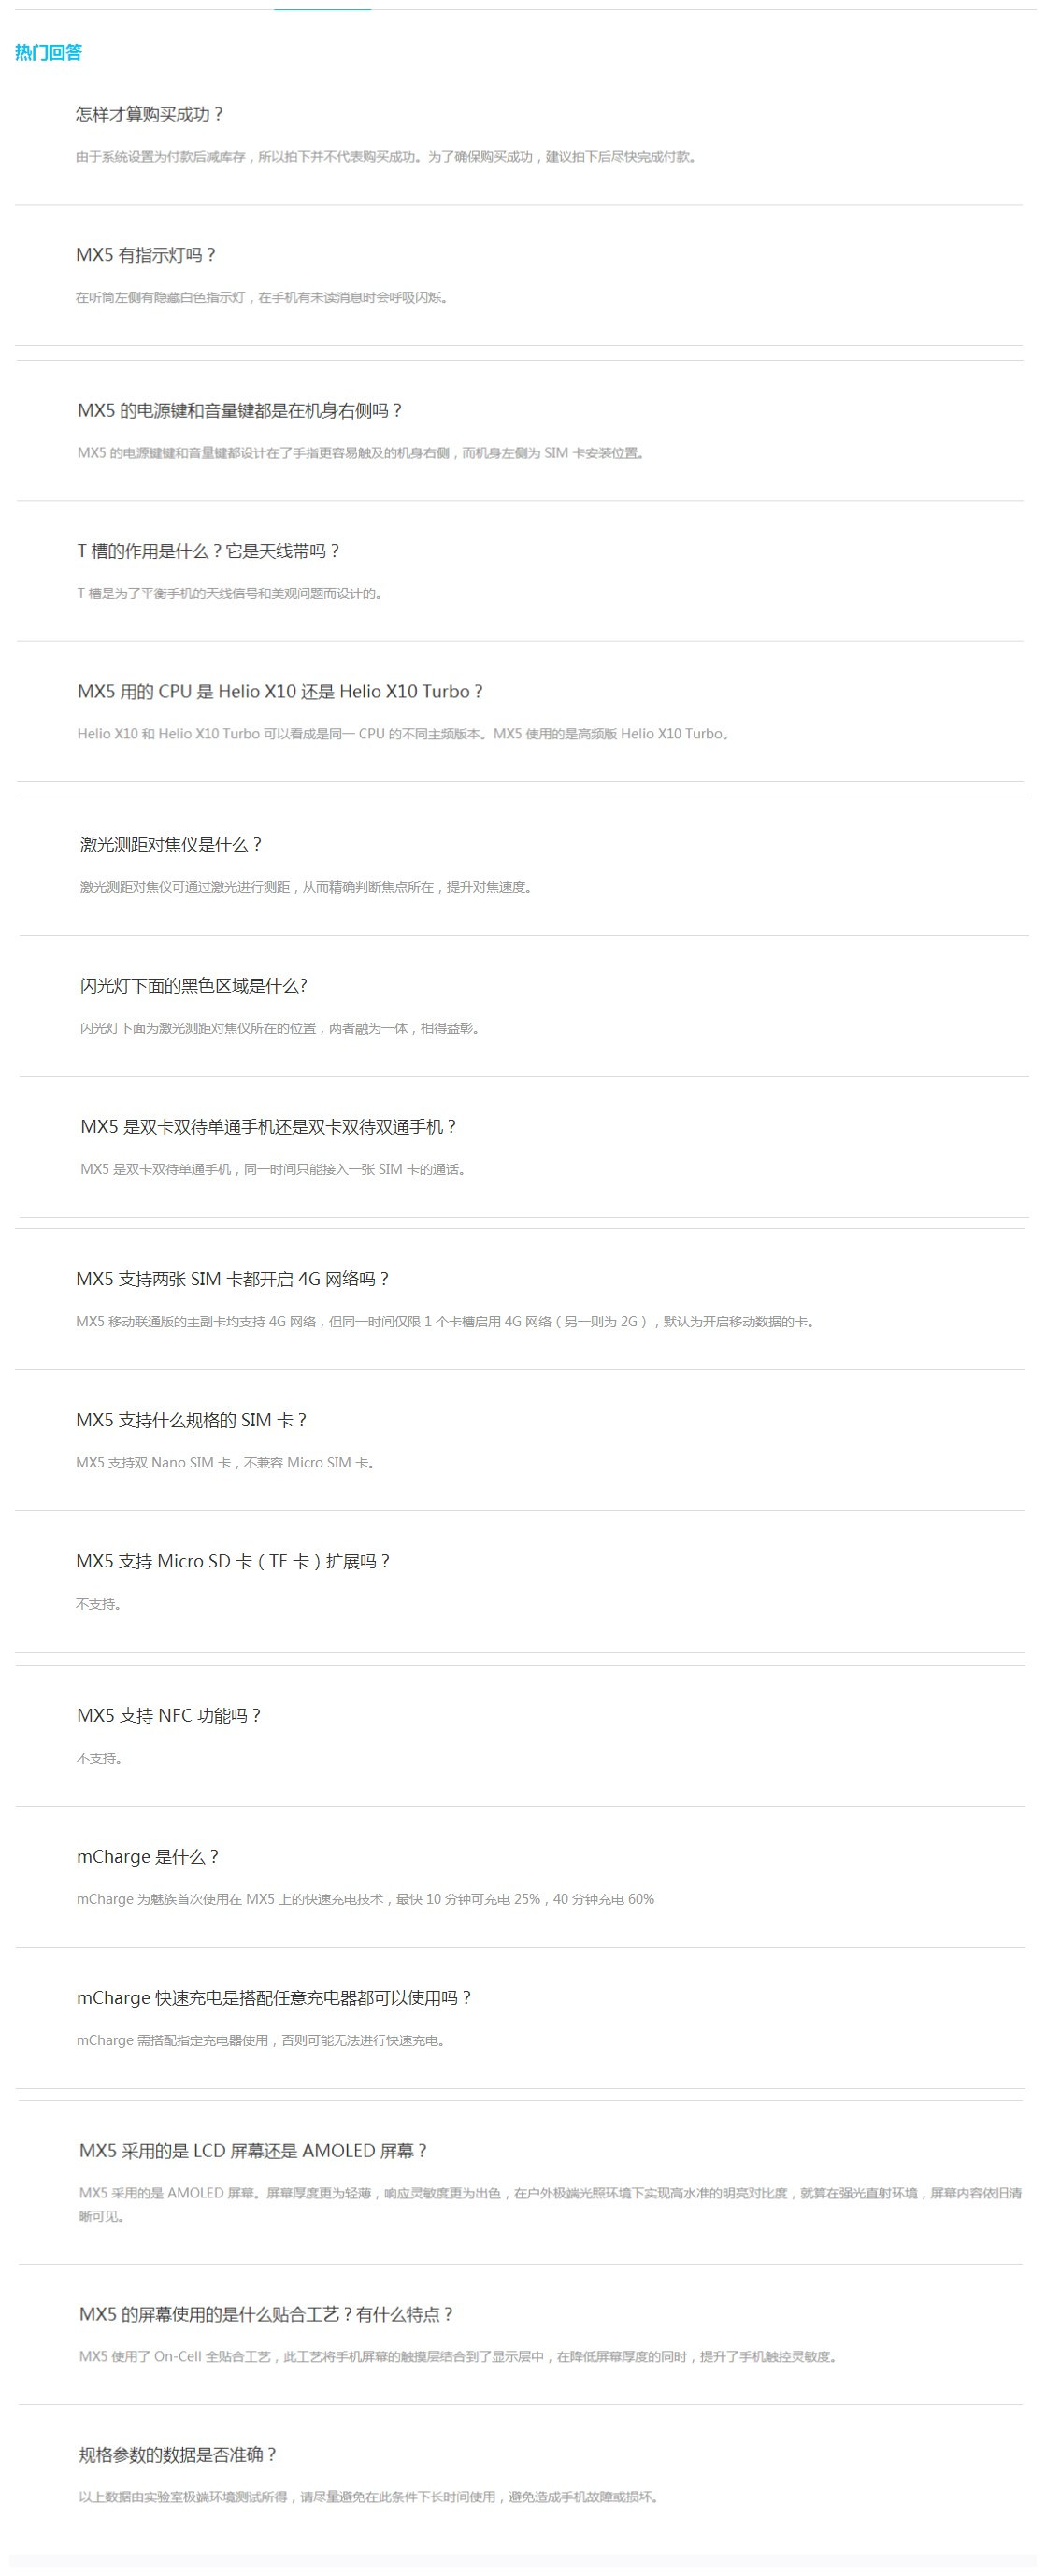 热门回答
怎样才算购买成功？
由于系统设置为付款后减库存，所以拍下并不代表购买成功。为了确保购买成功，建议拍下后尽快完成付款。
MX5 有指示灯吗？
在听筒左侧有隐藏白色指示灯，在手机有未读消息时会呼吸闪烁。
MX5 的电源键和音量键都是在机身右侧吗？
MX5 的电源键键和音量键都设计在了手指更容易触及的机身右侧，而机身左侧为 SIM 卡安装位置。
T 槽的作用是什么？它是天线带吗？
T 槽是为了平衡手机的天线信号和美观问题而设计的。
MX5 用的 CPU 是 Helio X10 还是 Helio X10 Turbo？
Helio X10 和 Helio X10 Turbo 可以看成是同一 CPU 的不同主频版本。MX5 使用的是高频版 Helio X10 Turbo。
激光测距对焦仪是什么？
激光测距对焦仪可通过激光进行测距，从而精确判断焦点所在，提升对焦速度。
闪光灯下面的黑色区域是什么?
闪光灯下面为激光测距对焦仪所在的位置，两者融为一体，相得益彰。
MX5 是双卡双待单通手机还是双卡双待双通手机？
MX5 是双卡双待单通手机，同一时间只能接入一张 SIM 卡的通话。
MX5 支持两张 SIM 卡都开启 4G 网络吗？
MX5 移动联通版的主副卡均支持 4G 网络，但同一时间仅限 1 个卡槽启用 4G 网络（另一则为 2G），默认为开启移动数据的卡。
MX5 支持什么规格的 SIM 卡？
MX5 支持双 Nano SIM 卡，不兼容 Micro SIM 卡。
MX5 支持 Micro SD 卡（TF 卡）扩展吗？
不支持。
MX5 支持 NFC 功能吗？
不支持。
mCharge 是什么？
mCharge 为魅族首次使用在 MX5 上的快速充电技术，最快 10 分钟可充电 25%，40 分钟充电 60%
mCharge 快速充电是搭配任意充电器都可以使用吗？
mCharge 需搭配指定充电器使用，否则可能无法进行快速充电。
MX5 采用的是 LCD 屏幕还是 AMOLED 屏幕？
MX5 采用的是 AMOLED 屏幕。屏幕厚度更为轻薄，响应灵敏度更为出色，在户外极端光照环境下实现高水准的明亮对比度，就算在强光直射环境，屏幕内容依旧清
晰可见。
MX5 的屏幕使用的是什么贴合工艺？有什么特点？
MX5 使用了 On-Cell 全贴合工艺，此工艺将手机屏幕的触摸层结合到了显示层中，在降低屏幕厚度的同时，提升了手机触控灵敏度。
规格参数的数据是否准确？
以上数据由实验室极端环境测试所得，请尽量避免在此条件下长时间使用，避免造成手机故障或损坏。